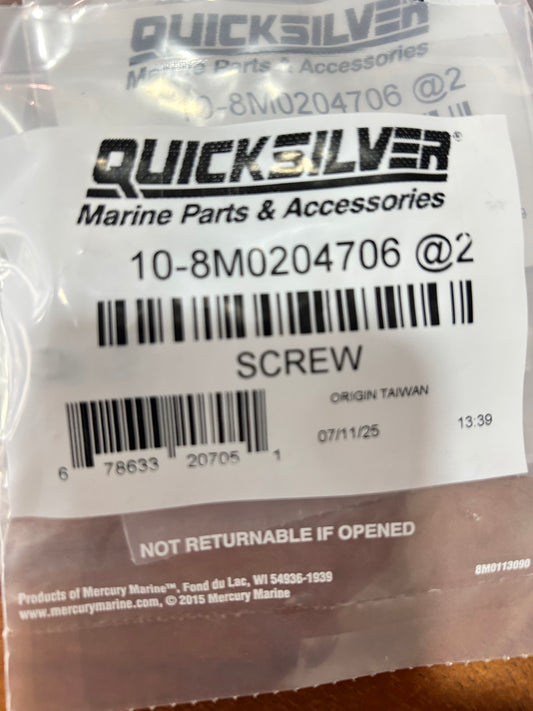 QUICKSILVER
Marine Parts & Accessories
10-8M0204706 @2
QUICKSILVER®
Marine Parts & Accessories
10-8M0204706 @2
SCREW
ORIGIN TAIWAN
6 78633 20705 1
07/11/25 13:39
NOT RETURNABLE IF OPENED
8M0113090
Products of Mercury Marine™, Fond du Lac, WI 54936-1939
www.mercurymarine.com, © 2015 Mercury Marine